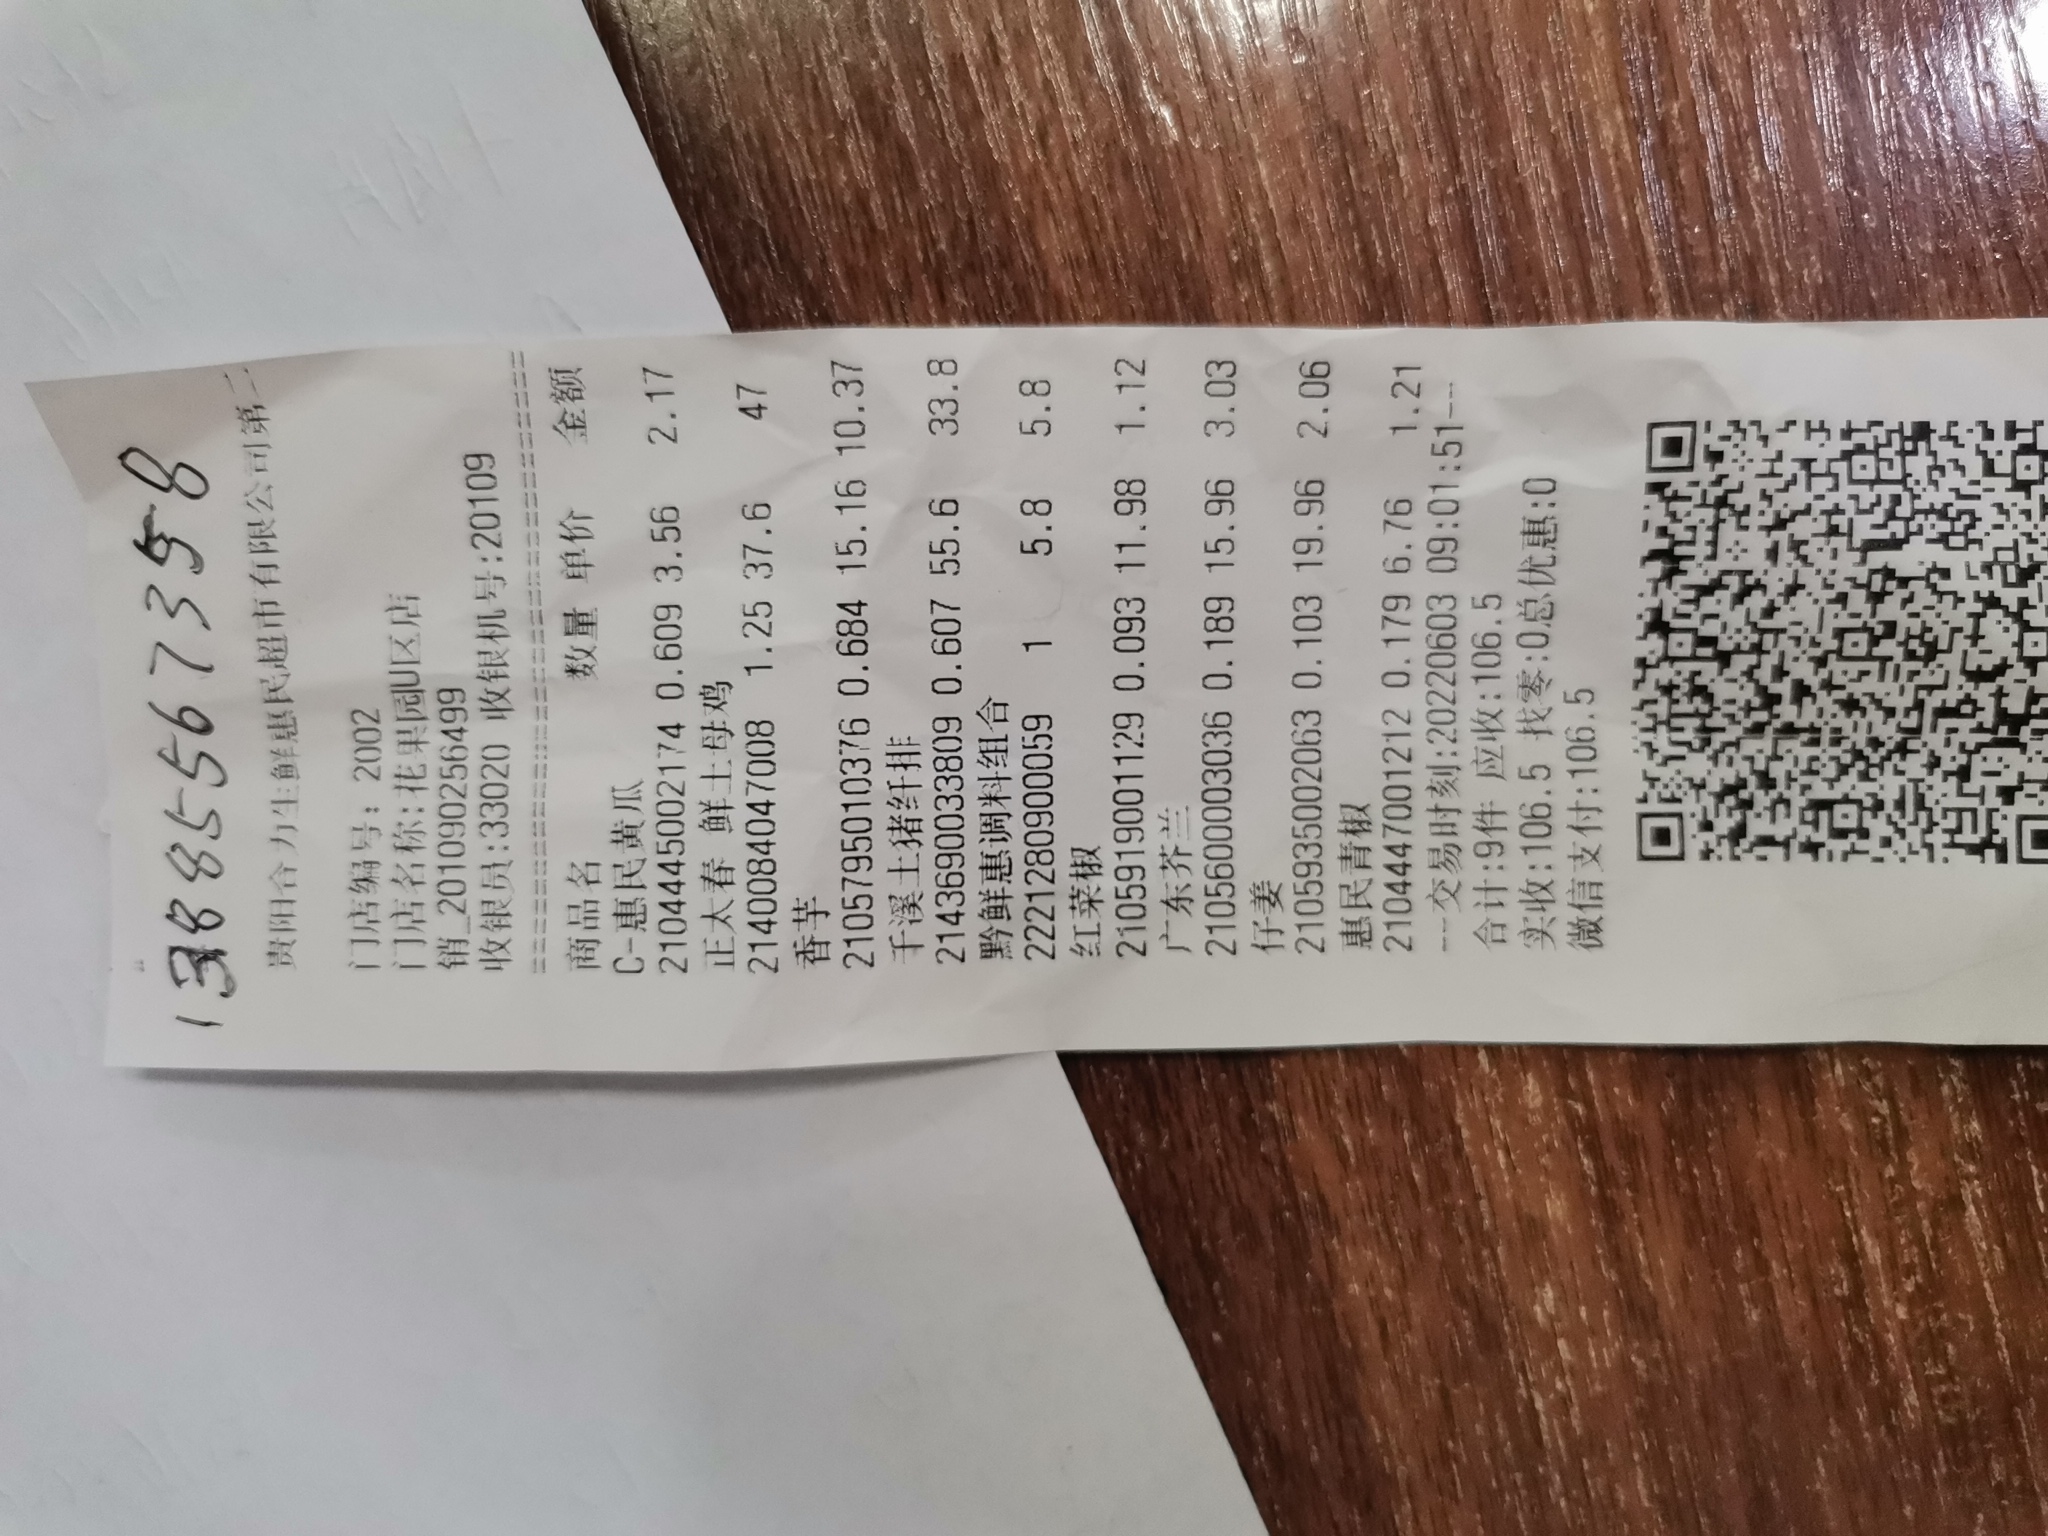 13885567358
贵阳合力生鲜惠民超市有限公司第二
门店编号: 2002
门店名称:花果园U区店
销_201090256499
收银员:33020 收银机号:20109
================================
商品名 数量 单价 金额
C-惠民黄瓜
2104445002174 0.609 3.56 2.17
正太春 鲜土母鸡
2140084047008 1.25 37.6 47
香芋
2105795010376 0.684 15.16 10.37
千溪土猪纤排
2143690033809 0.607 55.6 33.8
黔鲜惠调料组合
2221280900059 1 5.8 5.8
红菜椒
2105919001129 0.093 11.98 1.12
广东芥兰
2105600003036 0.189 15.96 3.03
仔姜
2105935002063 0.103 19.96 2.06
惠民青椒
2104447001212 0.179 6.76 1.21
---交易时刻:20220603 09:01:51---
合计:9件 应收:106.5
实收:106.5 找零:0总优惠:0
微信支付:106.5